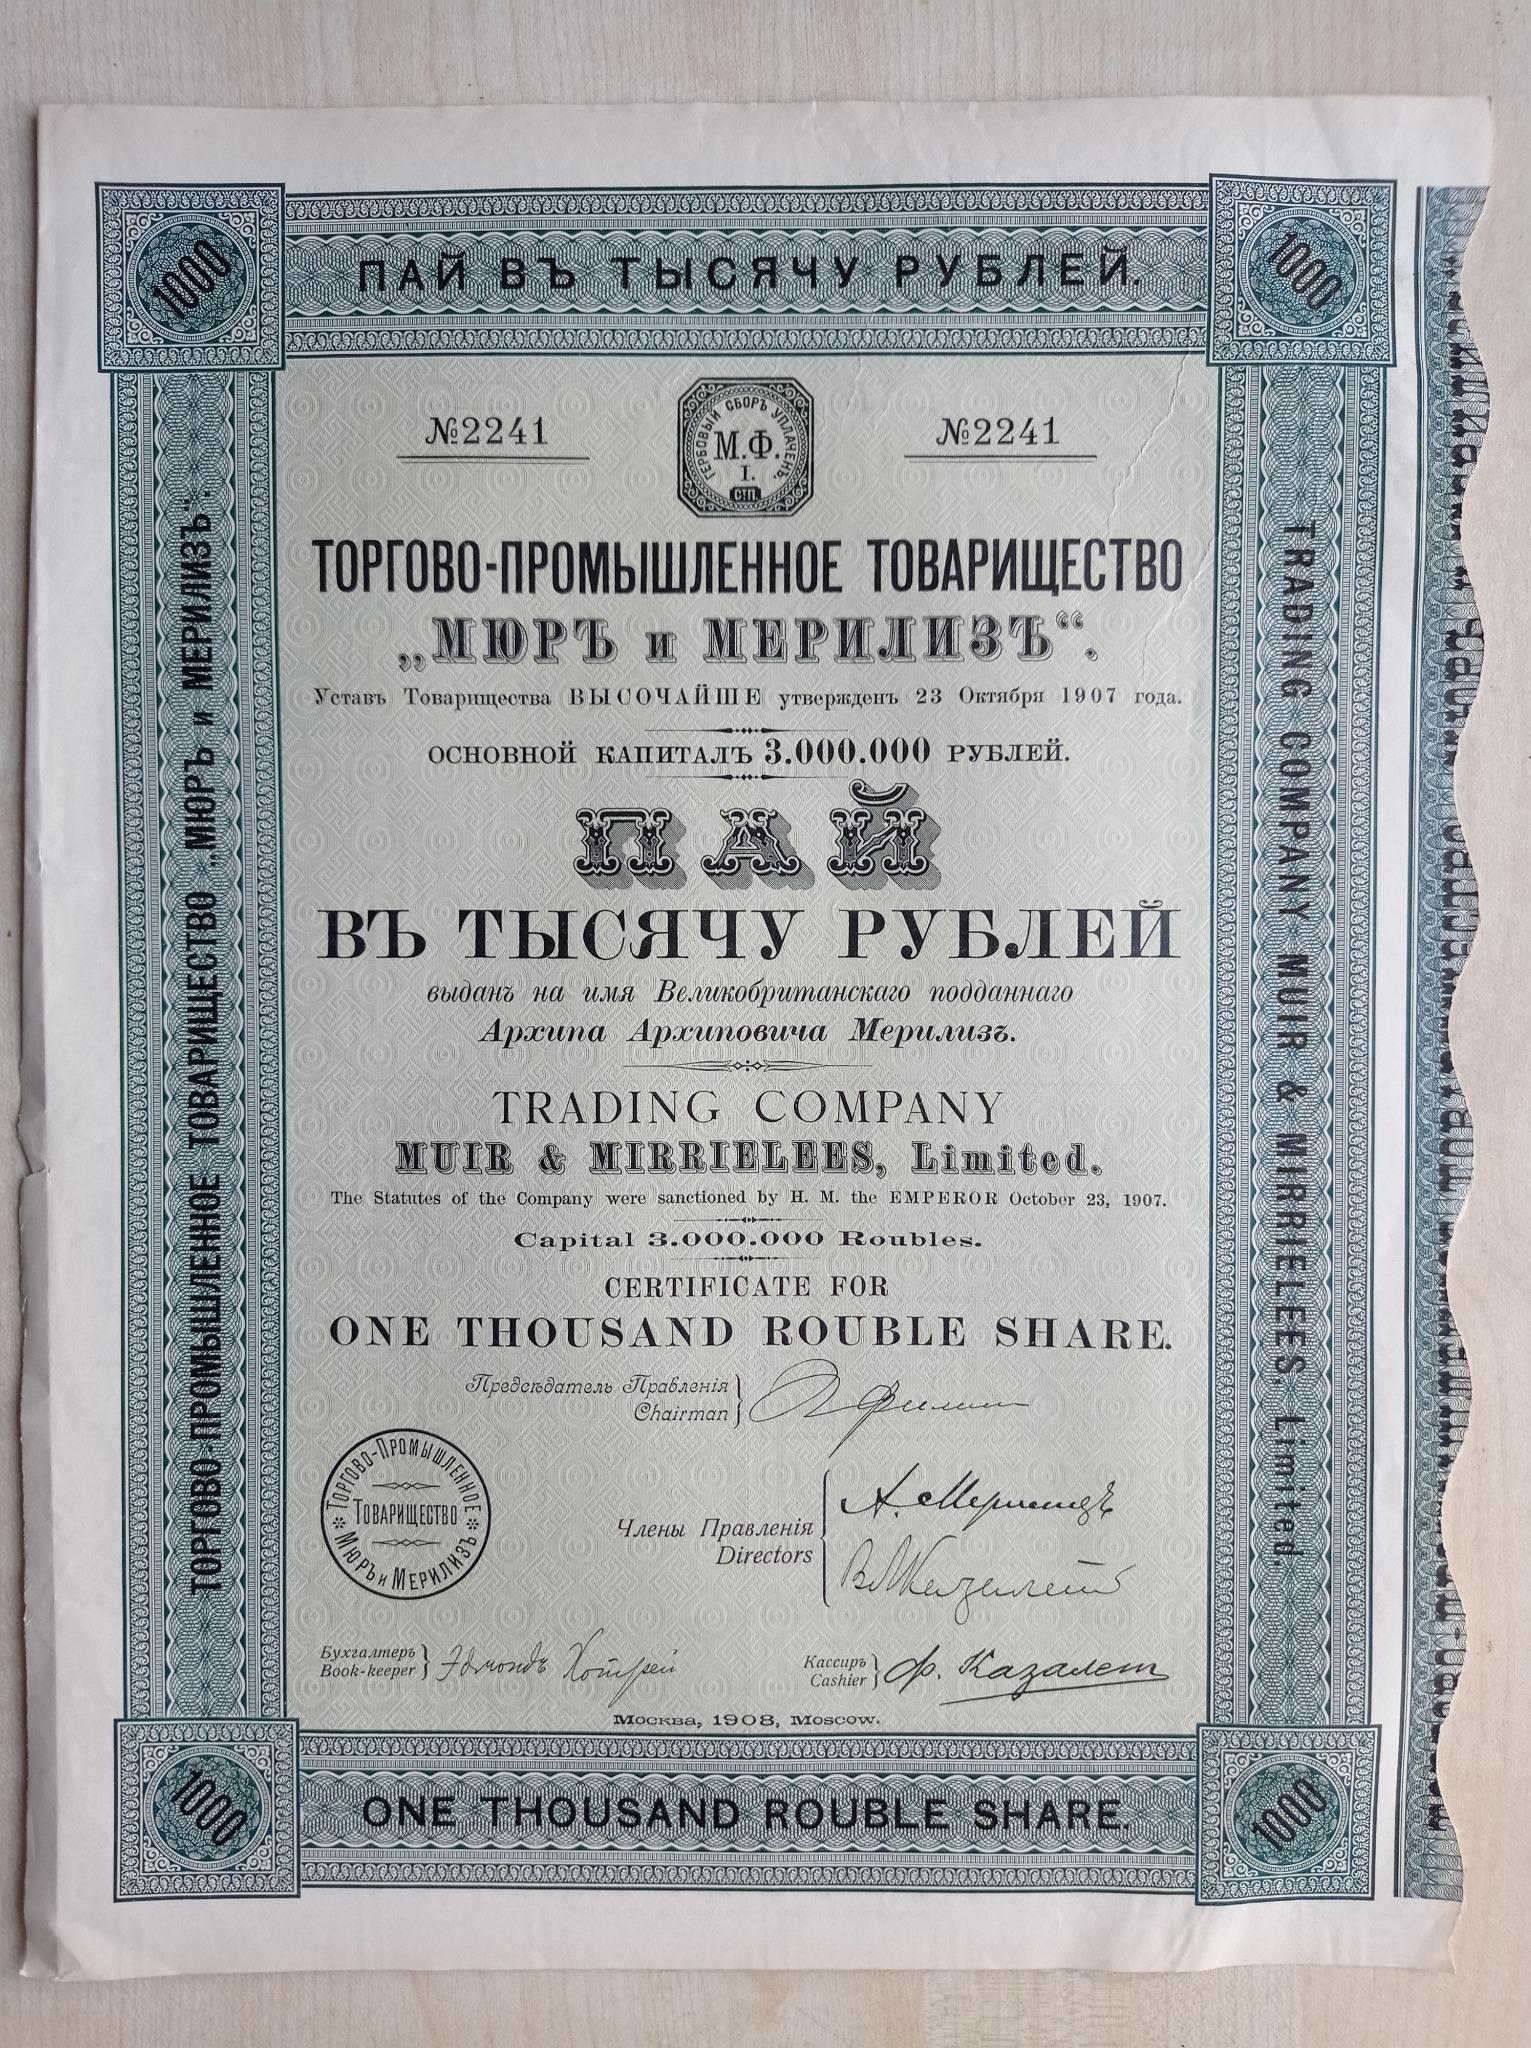 ПАЙ ВЪ ТЫСЯЧУ РУБЛЕЙ.
1000
1000
№2241
ГЕРБОВЫЙ СБОРЪ УПЛАЧЕНЪ.
М.Ф.
I.
СТП.
№2241
ТОРГОВО-ПРОМЫШЛЕННОЕ ТОВАРИЩЕСТВО
„МЮРЪ и МЕРИЛИЗЪ“.
Уставъ Товарищества ВЫСОЧАЙШЕ утвержденъ 23 Октября 1907 года.
ОСНОВНОЙ КАПИТАЛЪ 3.000.000 РУБЛЕЙ.
ПАЙ
ВЪ ТЫСЯЧУ РУБЛЕЙ
выданъ на имя Великобританскаго подданнаго
Архипа Архиповича Мерилизъ.
TRADING COMPANY
MUIR & MIRRIELEES, Limited.
The Statutes of the Company were sanctioned by H. M. the EMPEROR October 23, 1907.
Capital 3.000.000 Roubles.
CERTIFICATE FOR
ONE THOUSAND ROUBLE SHARE.
Предсѣдатель Правленія
Chairman
ТОРГОВО-ПРОМЫШЛЕННОЕ
ТОВАРИЩЕСТВО
МЮРЪ и МЕРИЛИЗЪ
Члены Правленія
Directors
А. Мерилизъ
Бухгалтеръ
Book-keeper
Кассиръ
Cashier
Ф. Казалет
Москва, 1908, Moscow.
1000
1000
ONE THOUSAND ROUBLE SHARE.
ТОРГОВО-ПРОМЫШЛЕННОЕ ТОВАРИЩЕСТВО „МЮРЪ и МЕРИЛИЗЪ“.
TRADING COMPANY MUIR & MIRRIELEES, Limited.